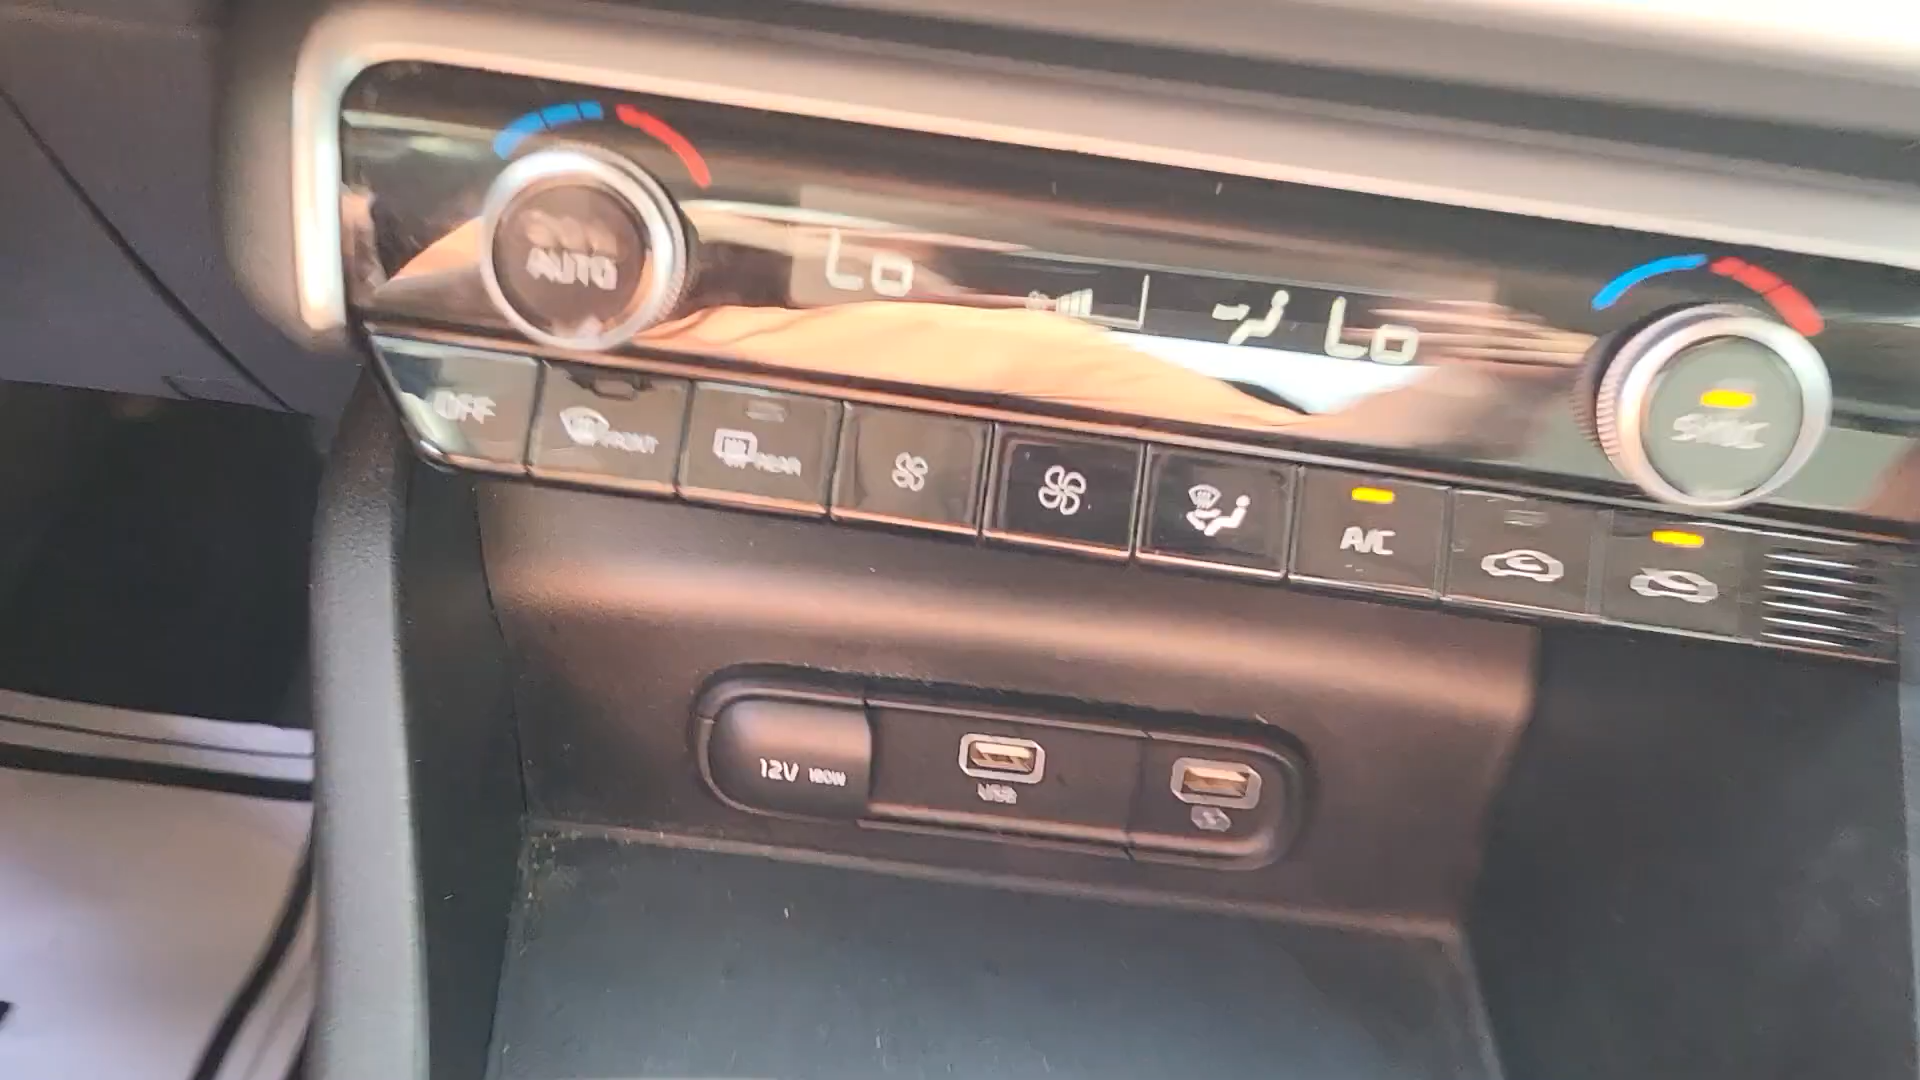 AUTO
Lo
Lo
SYNC
OFF
FRONT
REAR
A/C
12V 180W
USB